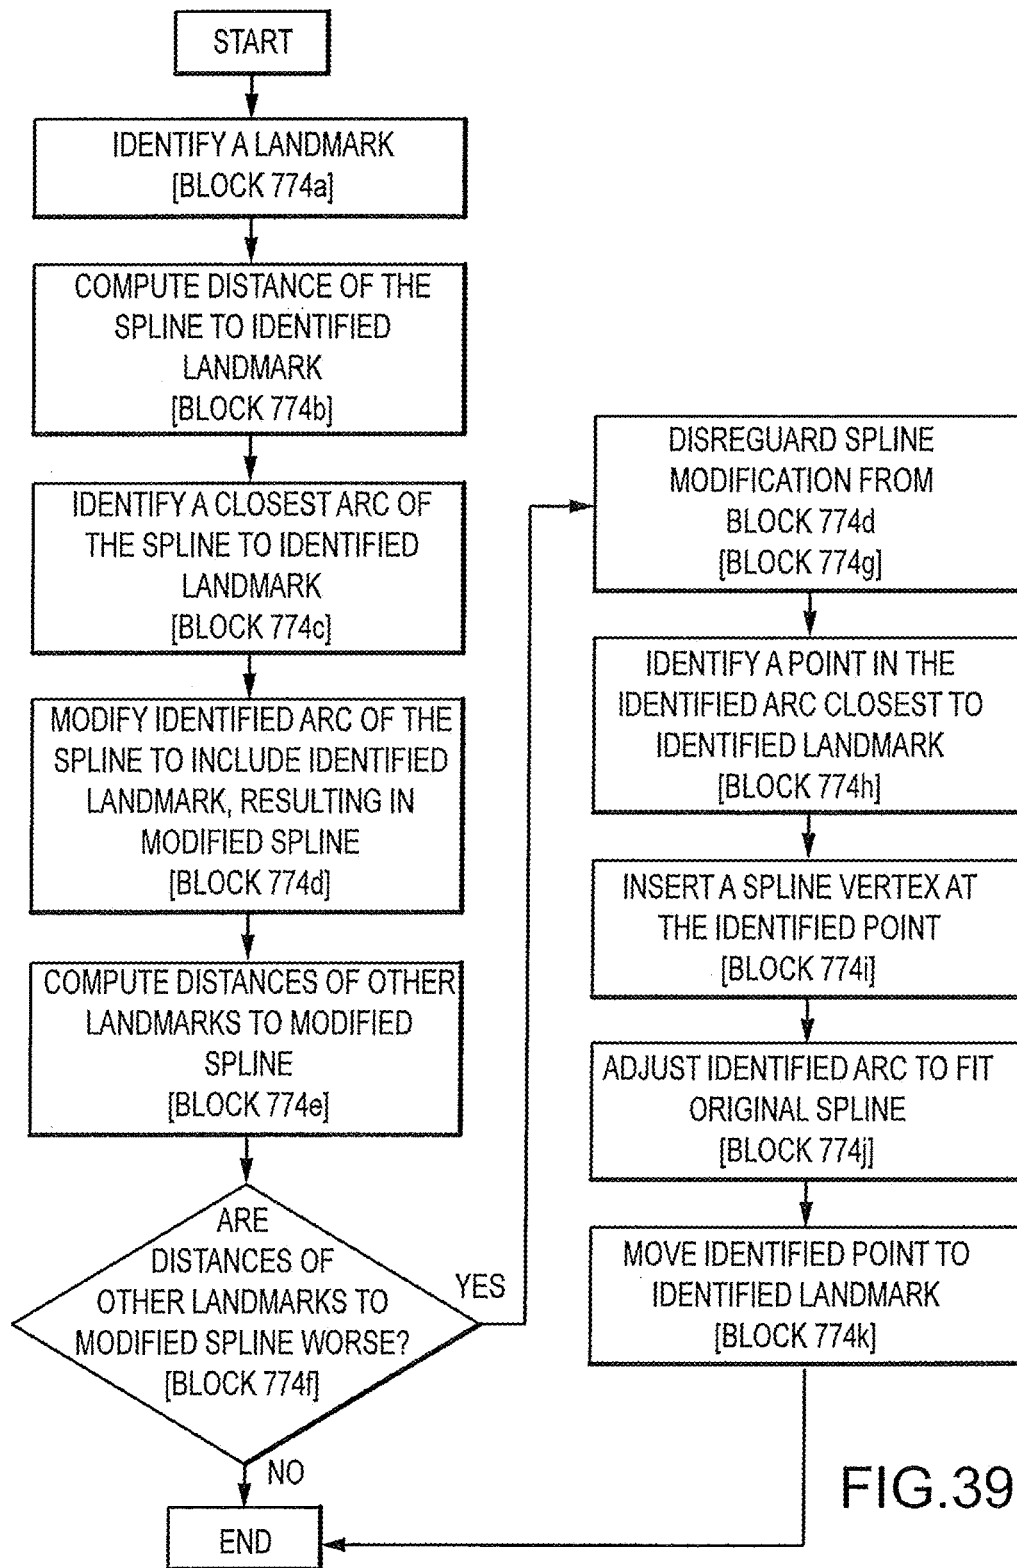 START
IDENTIFY A LANDMARK
[BLOCK 774a]
COMPUTE DISTANCE OF THE
SPLINE TO IDENTIFIED
LANDMARK
[BLOCK 774b]
IDENTIFY A CLOSEST ARC OF
THE SPLINE TO IDENTIFIED
LANDMARK
[BLOCK 774c]
MODIFY IDENTIFIED ARC OF THE
SPLINE TO INCLUDE IDENTIFIED
LANDMARK, RESULTING IN
MODIFIED SPLINE
[BLOCK 774d]
COMPUTE DISTANCES OF OTHER
LANDMARKS TO MODIFIED
SPLINE
[BLOCK 774e]
ARE
DISTANCES OF
OTHER LANDMARKS TO
MODIFIED SPLINE WORSE?
[BLOCK 774f]
YES
NO
END
DISREGUARD SPLINE
MODIFICATION FROM
BLOCK 774d
[BLOCK 774g]
IDENTIFY A POINT IN THE
IDENTIFIED ARC CLOSEST TO
IDENTIFIED LANDMARK
[BLOCK 774h]
INSERT A SPLINE VERTEX AT
THE IDENTIFIED POINT
[BLOCK 774i]
ADJUST IDENTIFIED ARC TO FIT
ORIGINAL SPLINE
[BLOCK 774j]
MOVE IDENTIFIED POINT TO
IDENTIFIED LANDMARK
[BLOCK 774k]
FIG.39